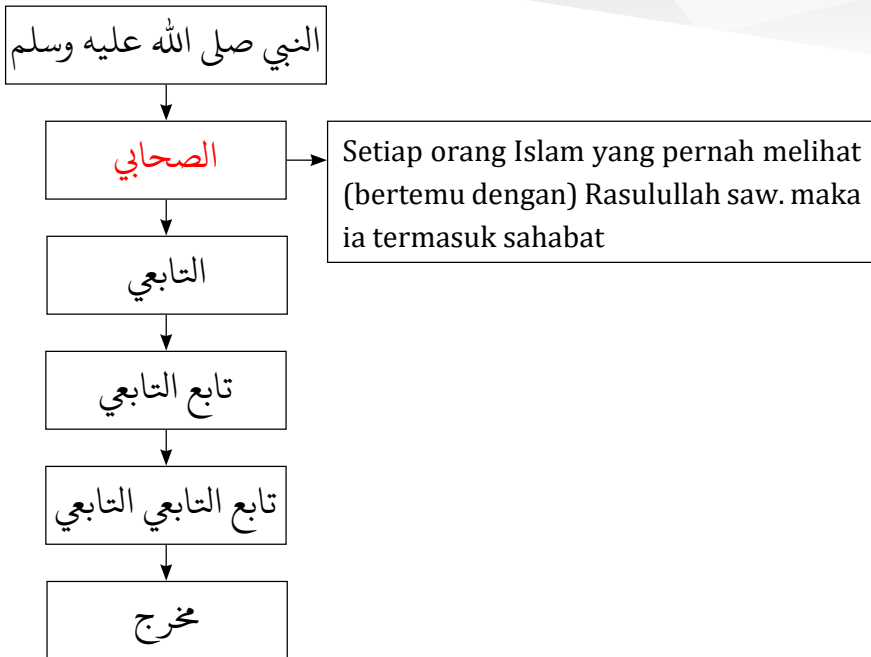 النبي صلى الله عليه وسلم
الصحابي
Setiap orang Islam yang pernah melihat
(bertemu dengan) Rasulullah saw. maka
ia termasuk sahabat
التابعي
تابع التابعي
تابع التابعي التابعي
مخرج